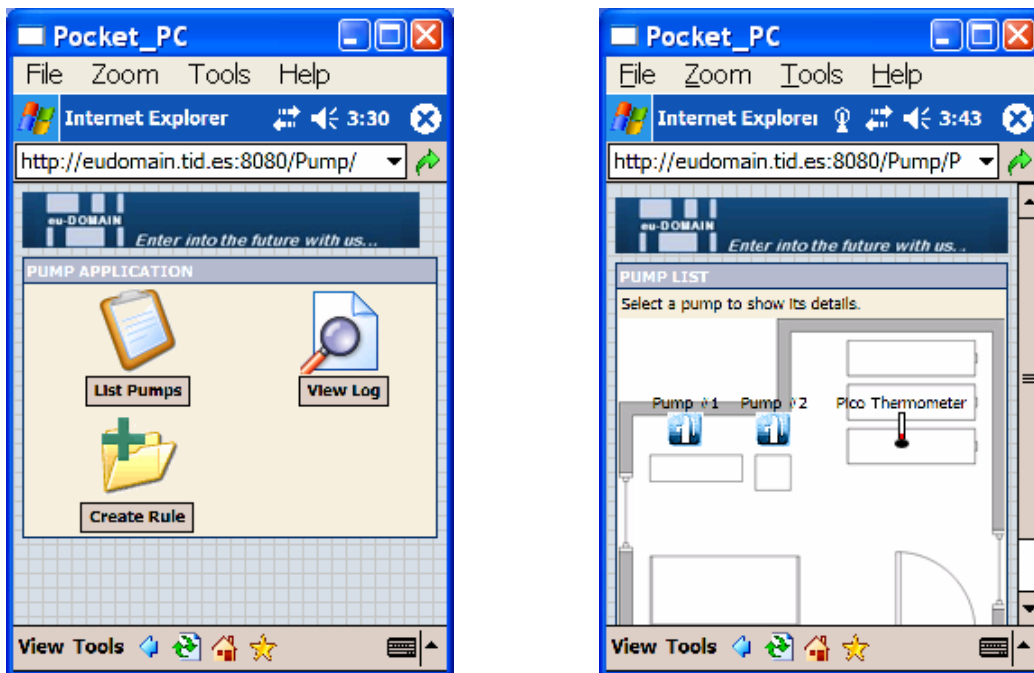 Pocket_PC
File Zoom Tools Help
Internet Explorer 3:30
http://eudomain.tid.es:8080/Pump/
eu-DOMAIN
Enter into the future with us...
PUMP APPLICATION
List Pumps
View Log
Create Rule
View Tools
Pocket_PC
File Zoom Tools Help
Internet Explorer 3:43
http://eudomain.tid.es:8080/Pump/P
eu-DOMAIN
Enter into the future with us...
PUMP LIST
Select a pump to show its details.
Pump #1 Pump #2 Pico Thermometer
View Tools